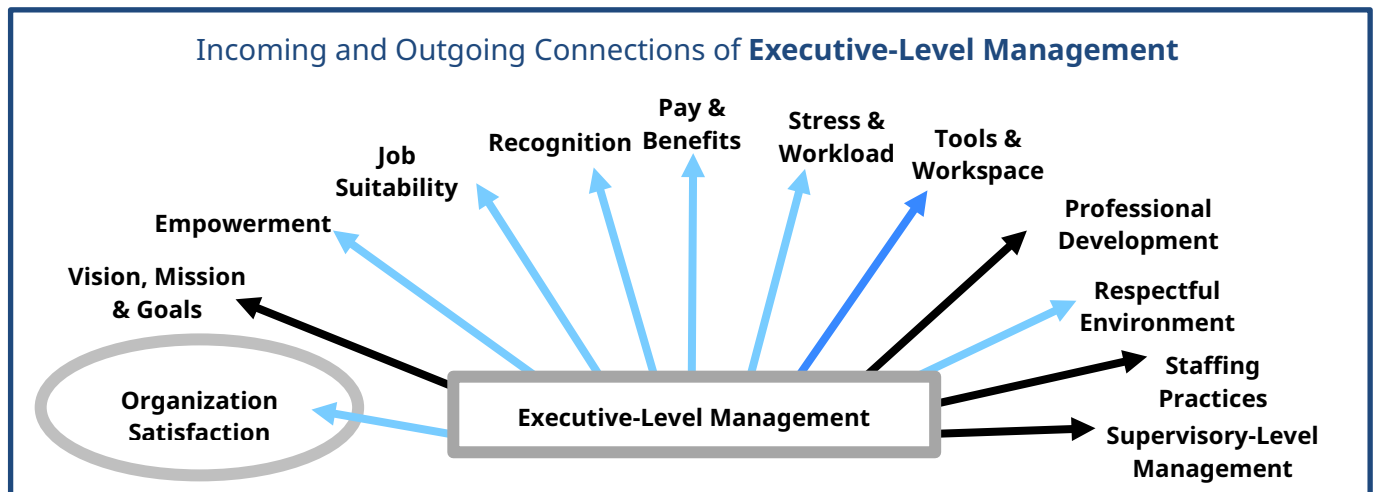 Incoming and Outgoing Connections of Executive-Level Management
Pay &
Benefits
Stress &
Workload
Recognition
Tools &
Workspace
Job
Suitability
Professional
Development
Empowerment
Vision, Mission
& Goals
Respectful
Environment
Staffing
Practices
Organization
Satisfaction
Executive-Level Management
Supervisory-Level
Management